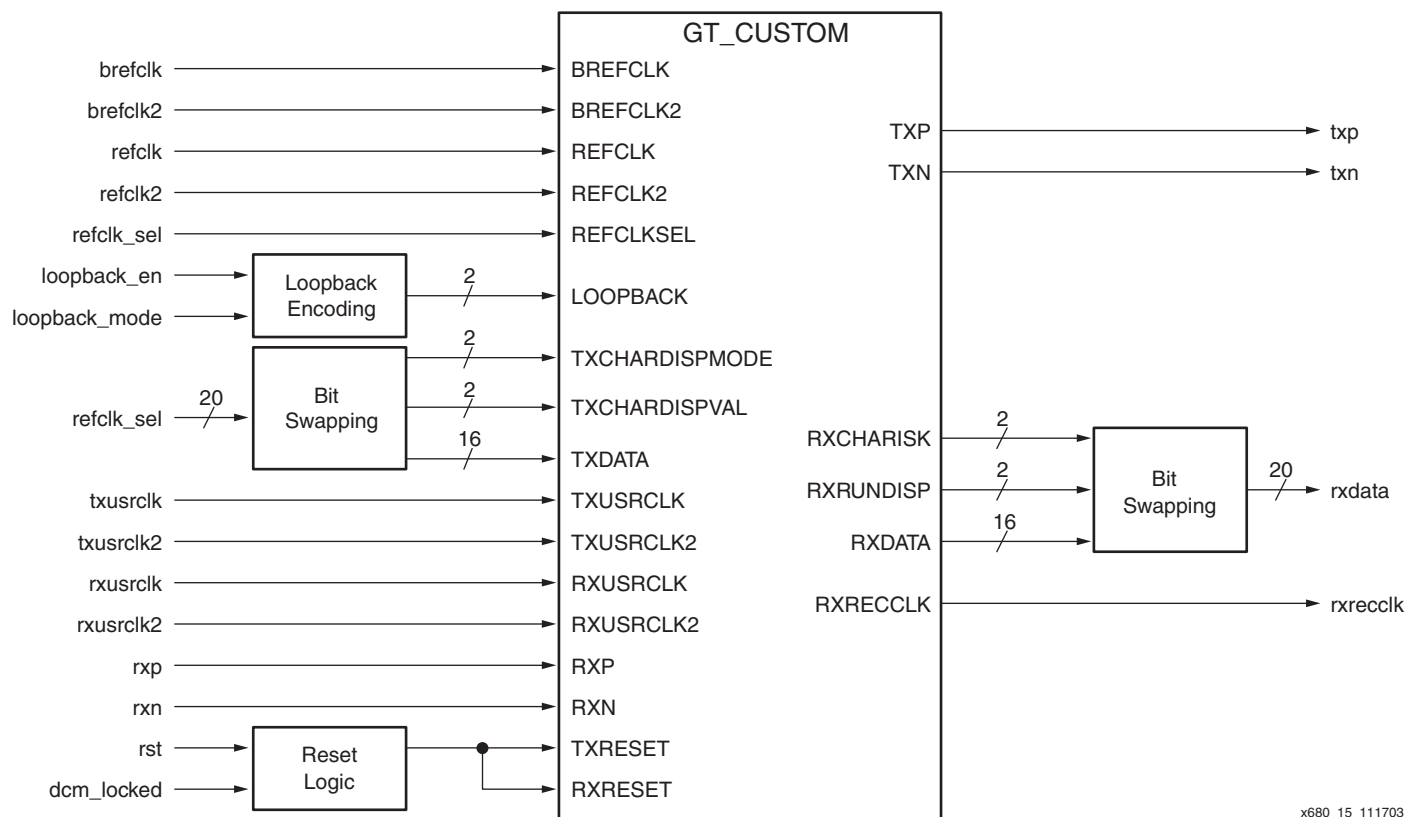 GT_CUSTOM
brefclk
BREFCLK
brefclk2
BREFCLK2
TXP
txp
refclk
REFCLK
TXN
txn
refclk2
REFCLK2
refclk_sel
REFCLKSEL
loopback_en
loopback_mode
Loopback
Encoding
2
LOOPBACK
refclk_sel
20
Bit
Swapping
2
TXCHARDISPMODE
2
TXCHARDISPVAL
16
TXDATA
RXCHARISK
2
RXRUNDISP
2
RXDATA
16
Bit
Swapping
20
rxdata
txusrclk
TXUSRCLK
txusrclk2
TXUSRCLK2
rxusrclk
RXUSRCLK
RXRECCLK
rxrecclk
rxusrclk2
RXUSRCLK2
rxp
RXP
rxn
RXN
rst
dcm_locked
Reset
Logic
TXRESET
RXRESET
x680_15_111703